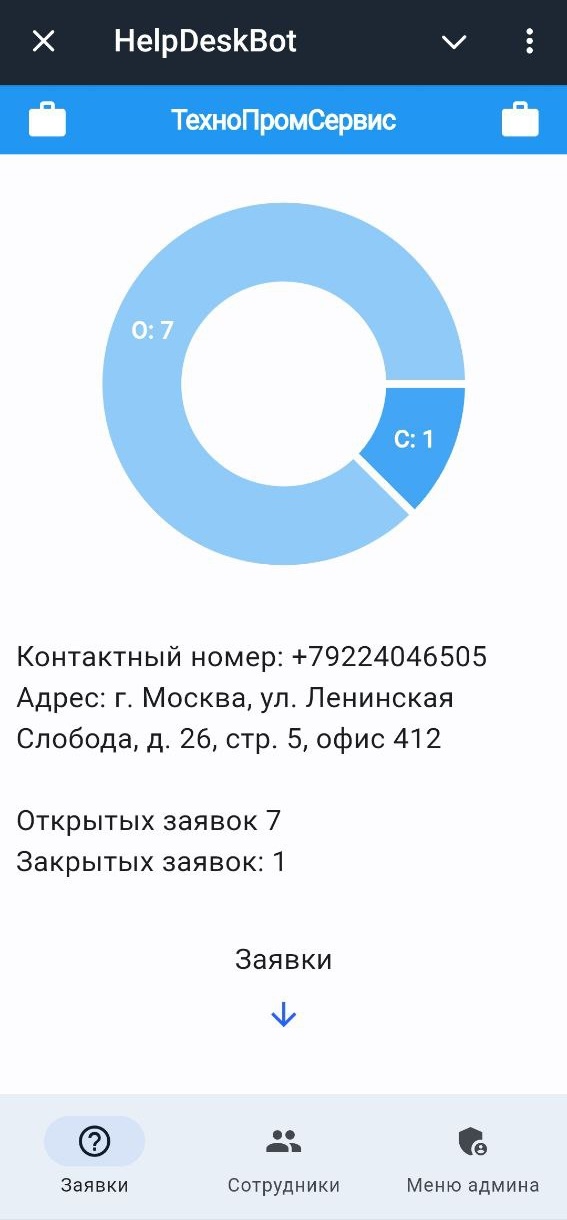 HelpDeskBot
ТехноПромСервис
О: 7
С: 1
Контактный номер: +79224046505
Адрес: г. Москва, ул. Ленинская
Слобода, д. 26, стр. 5, офис 412
Открытых заявок 7
Закрытых заявок: 1
Заявки
Заявки
Сотрудники
Меню админа